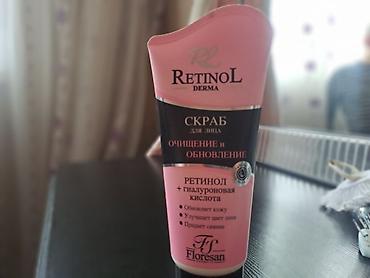 RL
RETINOL
DERMA
СКРАБ
ДЛЯ ЛИЦА
ОЧИЩЕНИЕ и
ОБНОВЛЕНИЕ
РЕТИНОЛ
+ гиалуроновая
кислота
• Обновляет кожу
• Улучшает цвет лица
• Придает сияние
FS
Floresan